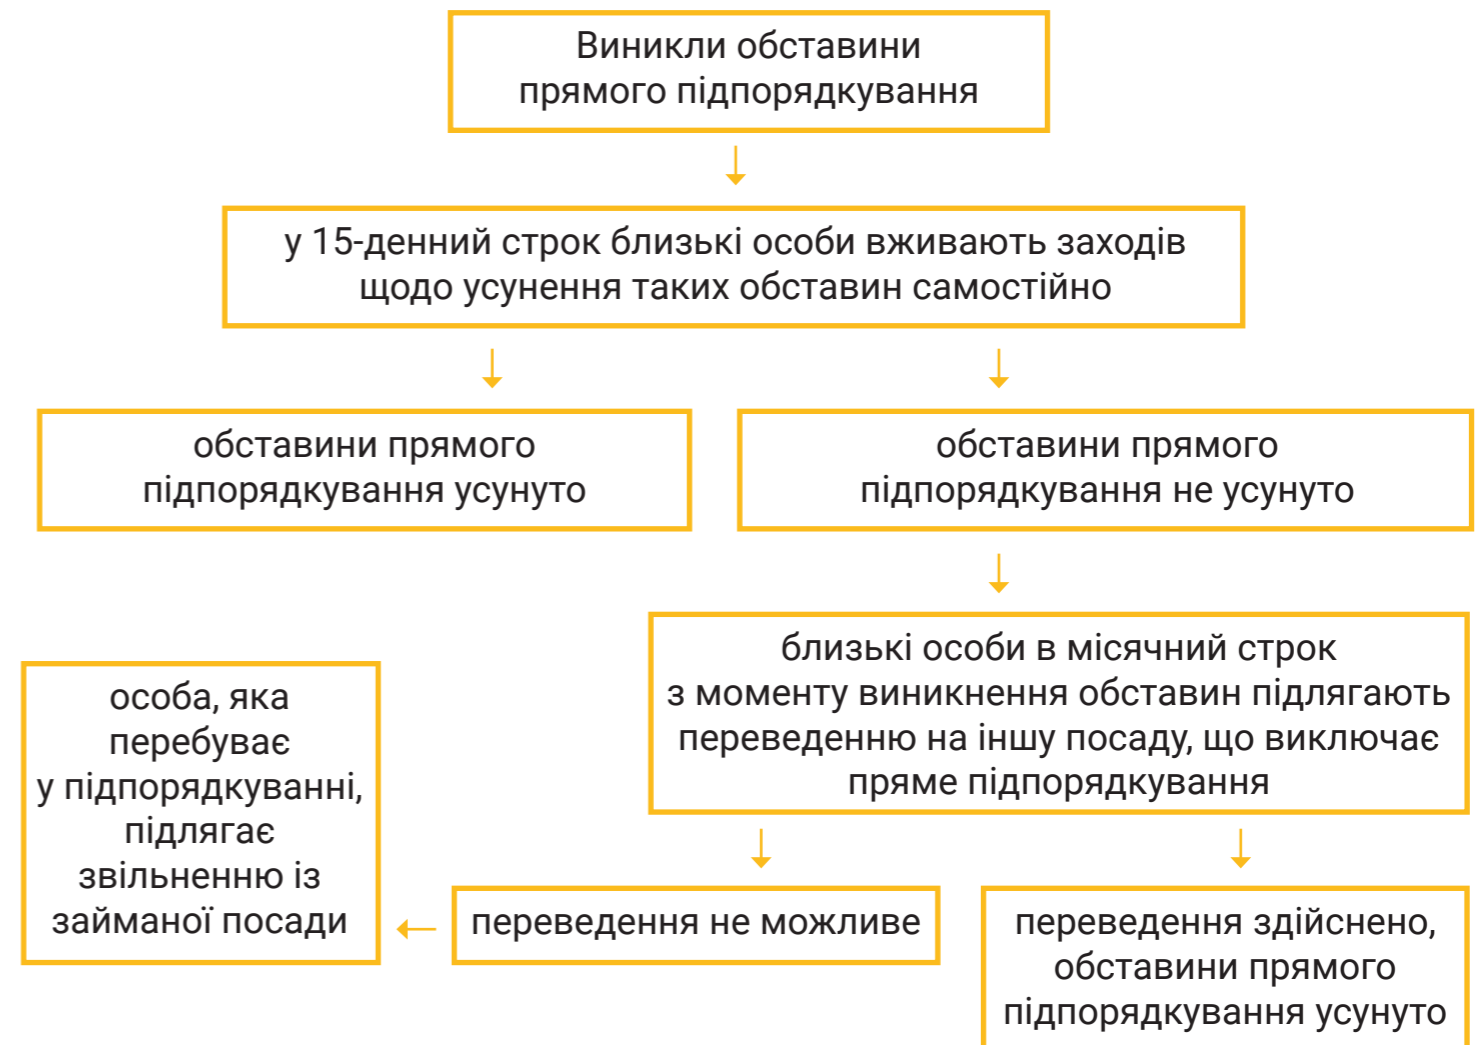 Виникли обставини
прямого підпорядкування
у 15-денний строк близькі особи вживають заходів
щодо усунення таких обставин самостійно
обставини прямого
підпорядкування усунуто
обставини прямого
підпорядкування не усунуто
близькі особи в місячний строк
з моменту виникнення обставин підлягають
переведенню на іншу посаду, що виключає
пряме підпорядкування
особа, яка
перебуває
у підпорядкуванні,
підлягає
звільненню із
займаної посади
переведення не можливе
переведення здійснено,
обставини прямого
підпорядкування усунуто